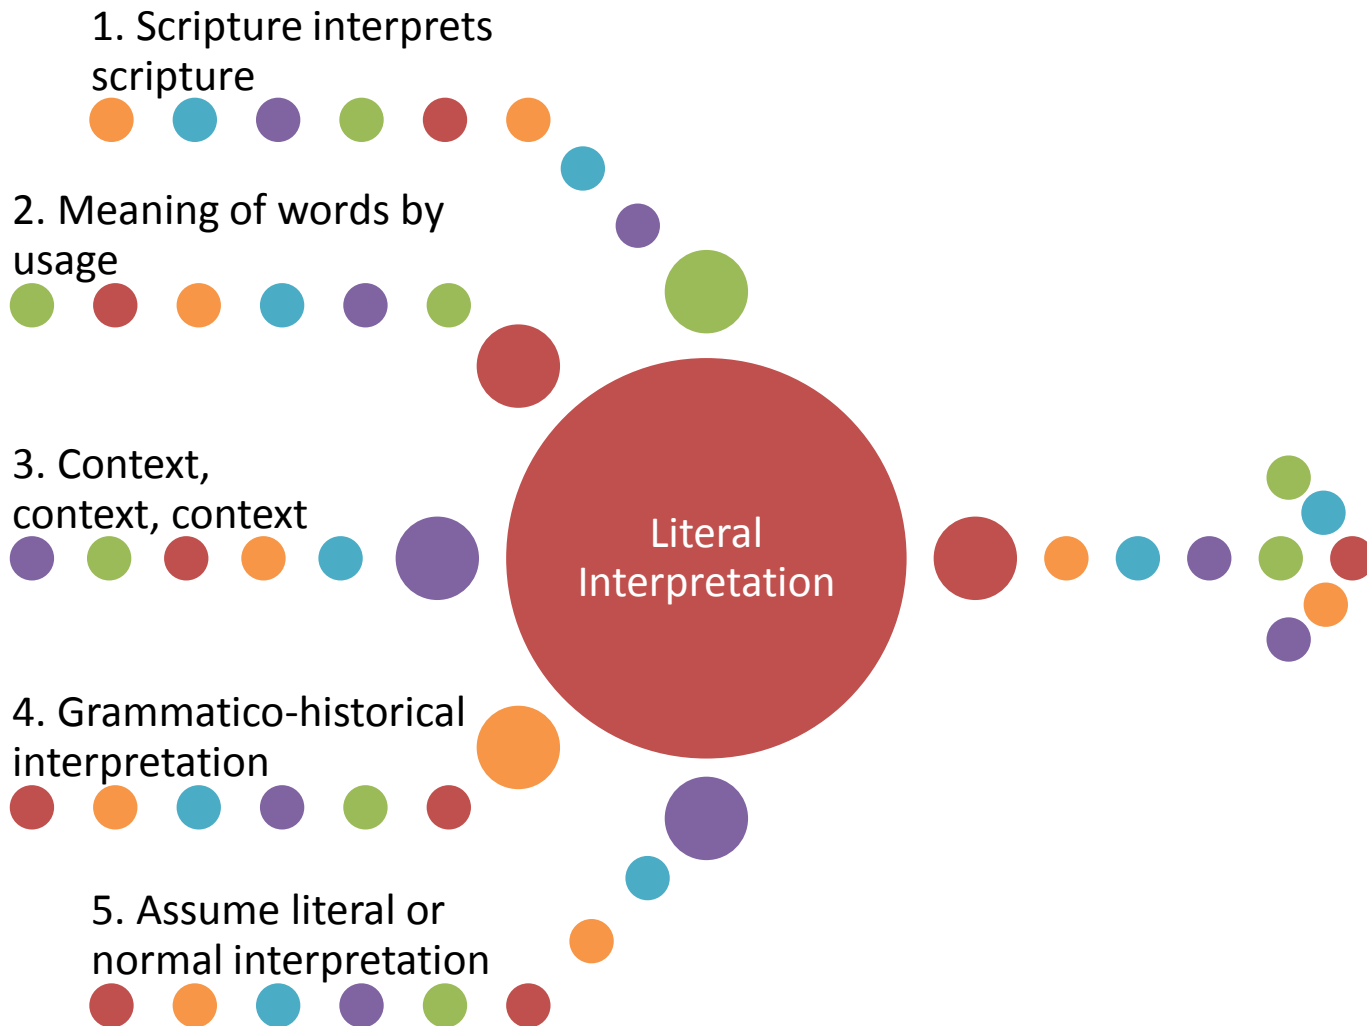 1. Scripture interprets
scripture
2. Meaning of words by
usage
3. Context,
context, context
Literal
Interpretation
4. Grammatico-historical
interpretation
5. Assume literal or
normal interpretation